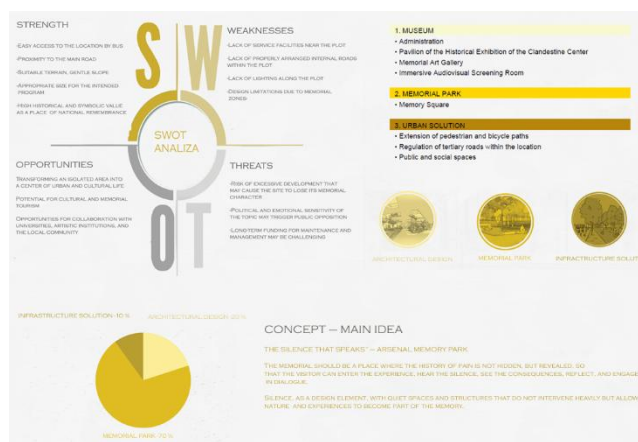 STRENGTH
-EASY ACCESS TO THE LOCATION BY BUS
-PROXIMITY TO THE MAIN ROAD
-SUITABLE TERRAIN, GENTLE SLOPE
-APPROPRIATE SIZE FOR THE INTENDED
PROGRAM
-HIGH HISTORICAL AND SYMBOLIC VALUE
AS A PLACE OF NATIONAL REMEMBRANCE
S W
WEAKNESSES
-LACK OF SERVICE FACILITIES NEAR THE PLOT
-LACK OF PROPERLY ARRANGED INTERNAL ROADS
WITHIN THE PLOT
-LACK OF LIGHTING ALONG THE PLOT
-DESIGN LIMITATIONS DUE TO MEMORIAL
ZONES
SWOT
ANALIZA
OPPORTUNITIES
TRANSFORMING AN ISOLATED AREA INTO
A CENTER OF URBAN AND CULTURAL LIFE
POTENTIAL FOR CULTURAL AND MEMORIAL
TOURISM
OPPORTUNITIES FOR COLLABORATION WITH
UNIVERSITIES, ARTISTIC INSTITUTIONS, AND
THE LOCAL COMMUNITY
O T
THREATS
-RISK OF EXCESSIVE DEVELOPMENT THAT
MAY CAUSE THE SITE TO LOSE ITS MEMORIAL
CHARACTER
-POLITICAL AND EMOTIONAL SENSITIVITY OF
THE TOPIC MAY TRIGGER PUBLIC OPPOSITION
-LONG-TERM FUNDING FOR MAINTENANCE AND
MANAGEMENT MAY BE CHALLENGING
1. MUSEUM
• Administration
• Pavilion of the Historical Exhibition of the Clandestine Center
• Memorial Art Gallery
• Immersive Audiovisual Screening Room
2. MEMORIAL PARK
• Memory Square
3. URBAN SOLUTION
• Extension of pedestrian and bicycle paths
• Regulation of tertiary roads within the location
• Public and social spaces
ARCHITECTURAL DESIGN
MEMORIAL PARK
INFRACTRUCTURE SOLUT
INFRASTRUCTURE SOLUTION -10 %
ARCHITECTURAL DESIGN -20%
MEMORIAL PARK -70 %
CONCEPT – MAIN IDEA
THE SILENCE THAT SPEAKS" – ARSENAL MEMORY PARK
THE MEMORIAL SHOULD BE A PLACE WHERE THE HISTORY OF PAIN IS NOT HIDDEN, BUT REVEALED, SO
THAT THE VISITOR CAN ENTER THE EXPERIENCE, HEAR THE SILENCE, SEE THE CONSEQUENCES, REFLECT, AND ENGAGE
IN DIALOGUE.
SILENCE, AS A DESIGN ELEMENT, WITH QUIET SPACES AND STRUCTURES THAT DO NOT INTERVENE HEAVILY BUT ALLOW
NATURE AND EXPERIENCES TO BECOME PART OF THE MEMORY.